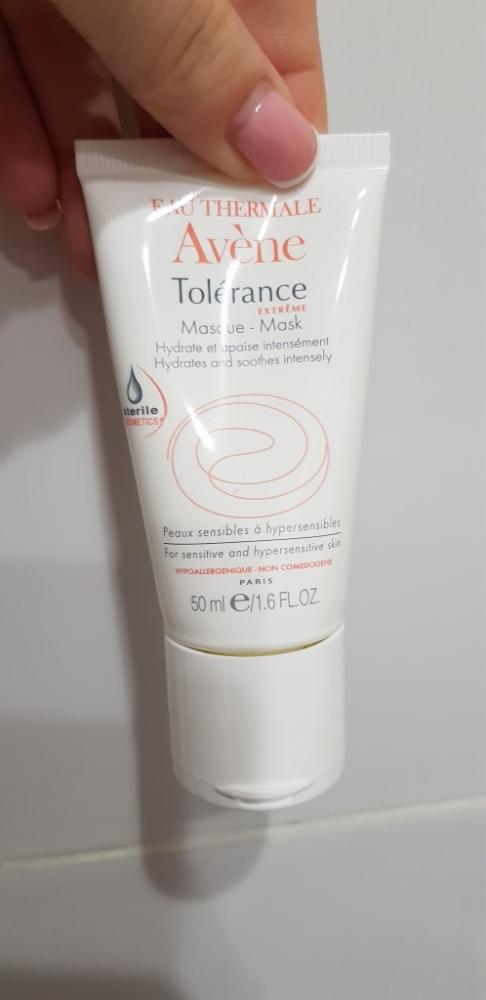 EAU THERMALE
Avène
Tolérance
EXTRÊME
Masque - Mask
Hydrate et apaise intensément
Hydrates and soothes intensely
sterile
COSMETICS®
Peaux sensibles à hypersensibles
For sensitive and hypersensitive skin
HYPOALLERGENIQUE - NON COMEDOGENE
PARIS
50 ml e/1.6 FL.OZ.